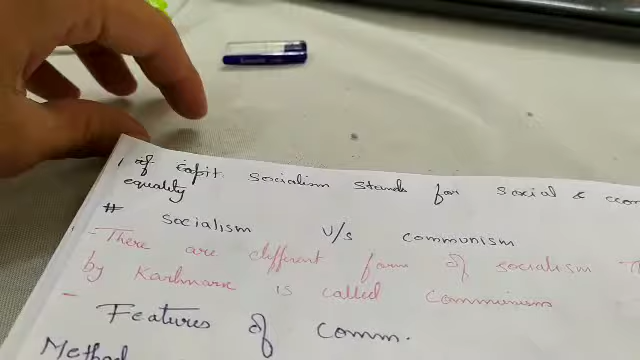 of capit. Socialism stands for social &
equality
# Socialism v/s communism
- There are different form of socialism
by Karlmarx is called Communism
- Features of comm.
Method